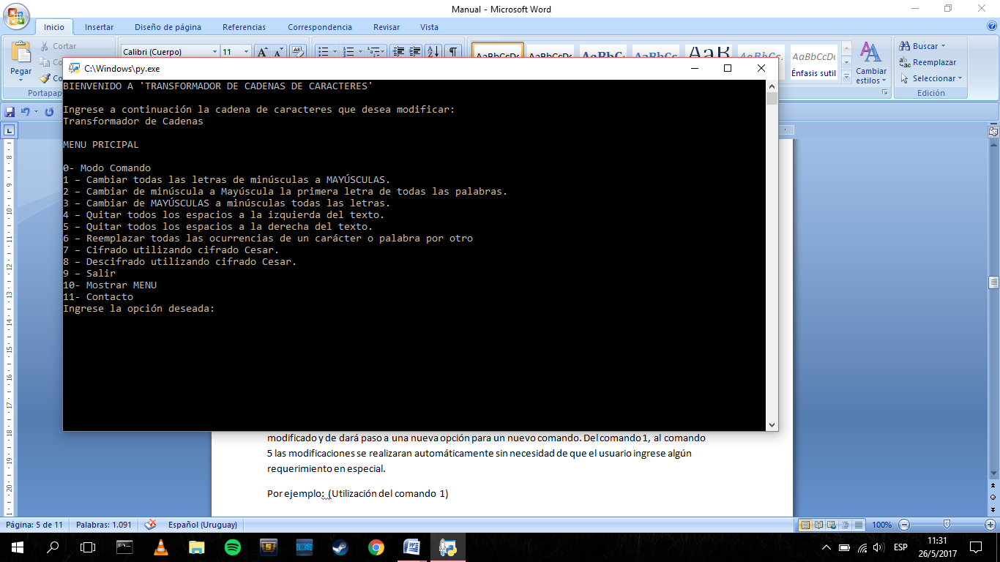 Manual - Microsoft Word
Inicio Insertar Diseño de página Referencias Correspondencia Revisar Vista
Pegar
Cortar
Calibri (Cuerpo) 11
Portapap
AaBbCcDc
Énfasis sutil
Cambiar estilos
Buscar
Reemplazar
Seleccionar
Edición
C:\Windows\py.exe
BIENVENIDO A 'TRANSFORMADOR DE CADENAS DE CARACTERES'
Ingrese a continuación la cadena de caracteres que desea modificar:
Transformador de Cadenas
MENU PRICIPAL
0- Modo Comando
1 – Cambiar todas las letras de minúsculas a MAYÚSCULAS.
2 – Cambiar de minúscula a Mayúscula la primera letra de todas las palabras.
3 – Cambiar de MAYÚSCULAS a minúsculas todas las letras.
4 – Quitar todos los espacios a la izquierda del texto.
5 – Quitar todos los espacios a la derecha del texto.
6 – Reemplazar todas las ocurrencias de un carácter o palabra por otro
7 – Cifrado utilizando cifrado Cesar.
8 – Descifrado utilizando cifrado Cesar.
9 – Salir
10- Mostrar MENU
11- Contacto
Ingrese la opción deseada:
modificado y de dará paso a una nueva opción para un nuevo comando. Del comando 1, al comando
5 las modificaciones se realizaran automáticamente sin necesidad de que el usuario ingrese algún
requerimiento en especial.
Por ejemplo: (Utilización del comando 1)
Página: 5 de 11 Palabras: 1.091 Español (Uruguay) 100%
ESP
11:31
26/5/2017